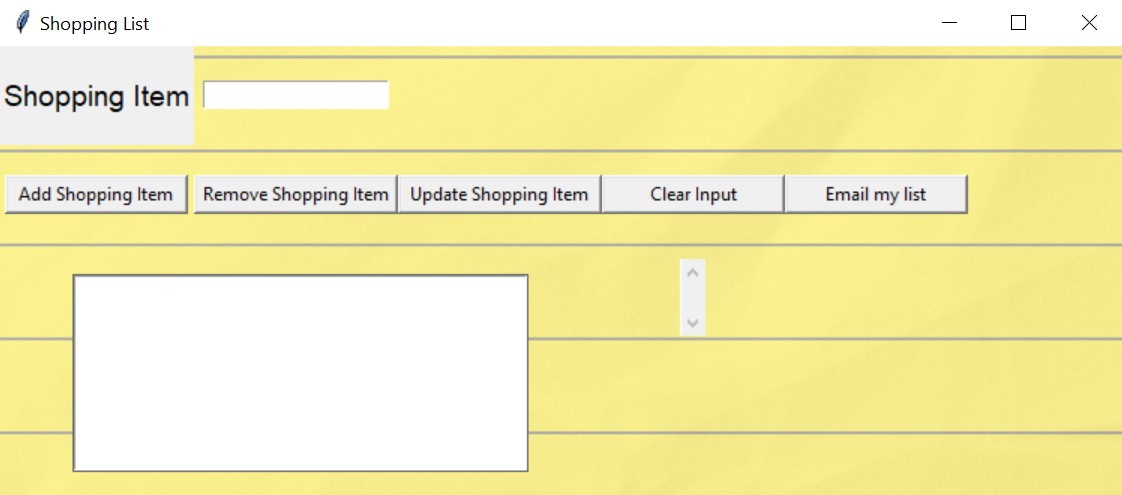 Shopping List
Shopping Item
Add Shopping Item Remove Shopping Item Update Shopping Item Clear Input Email my list